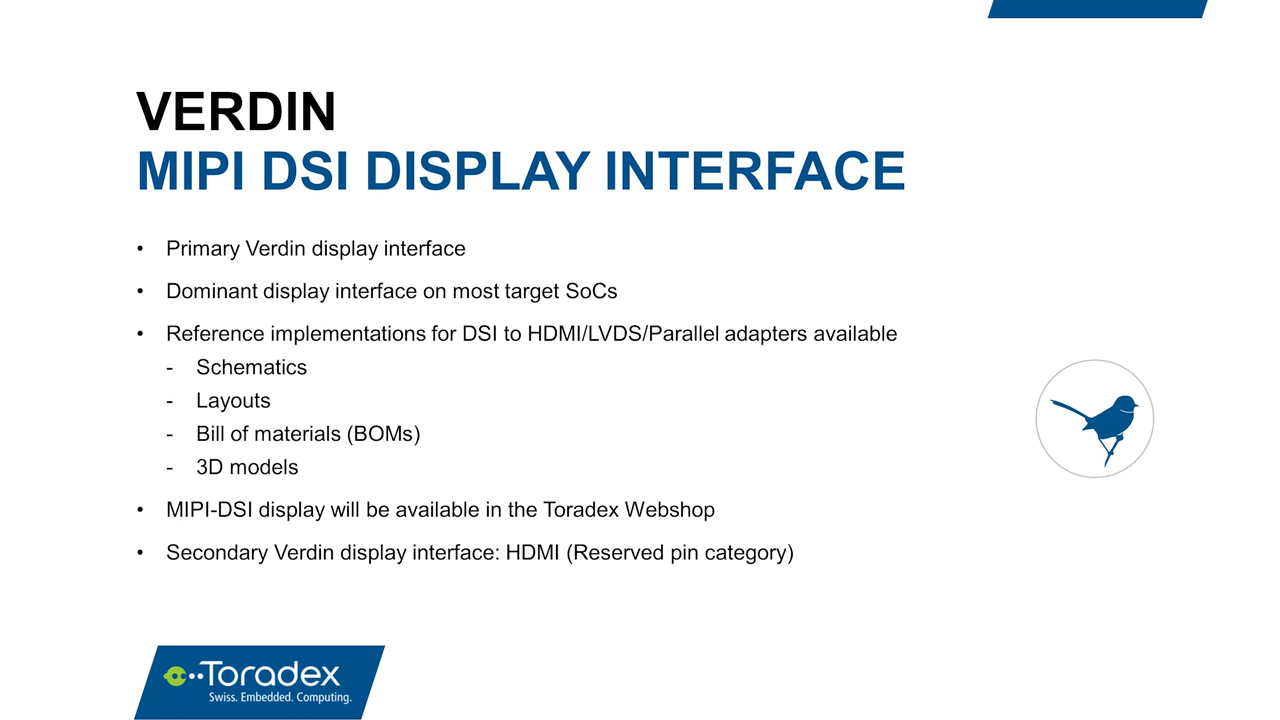 VERDIN
MIPI DSI DISPLAY INTERFACE
• Primary Verdin display interface
• Dominant display interface on most target SoCs
• Reference implementations for DSI to HDMI/LVDS/Parallel adapters available
- Schematics
- Layouts
- Bill of materials (BOMs)
- 3D models
• MIPI-DSI display will be available in the Toradex Webshop
• Secondary Verdin display interface: HDMI (Reserved pin category)
Toradex
Swiss. Embedded. Computing.